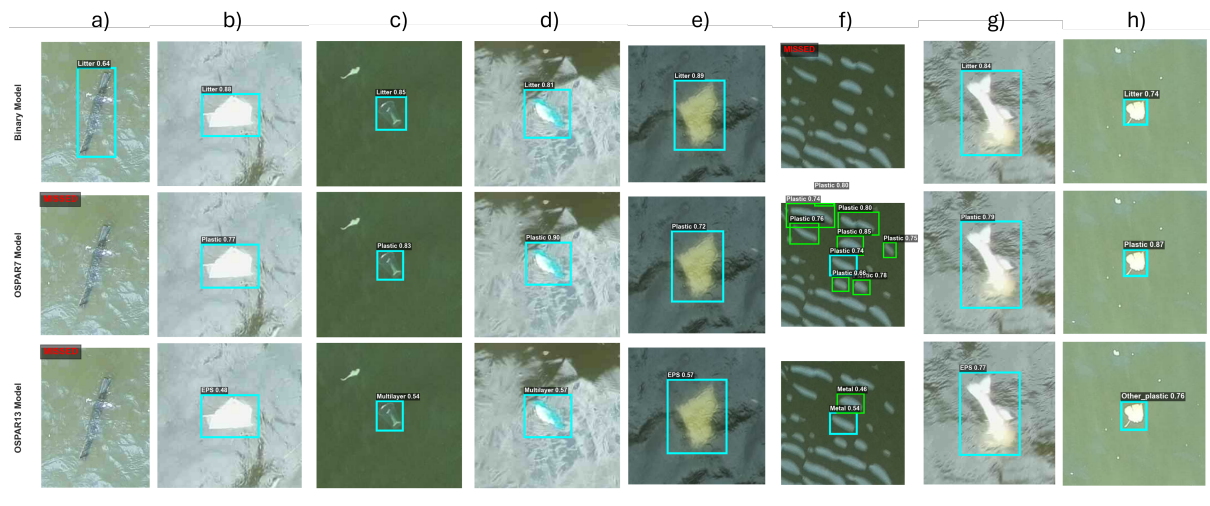 a) b) c) d) e) f) g) h)
Binary Model
Litter 0.64
Litter 0.88
Litter 0.85
Litter 0.81
Litter 0.89
MISSED
Litter 0.84
Litter 0.74
OSPAR7 Model
MISSED
Plastic 0.77
Plastic 0.83
Plastic 0.90
Plastic 0.72
Plastic 0.80
Plastic 0.74
Plastic 0.80
Plastic 0.76
Plastic 0.85
Plastic 0.75
Plastic 0.74
Plastic 0.78
Plastic 0.79
Plastic 0.87
OSPAR13 Model
MISSED
EPS 0.48
Multilayer 0.54
Multilayer 0.57
EPS 0.57
Metal 0.46
Metal 0.54
EPS 0.77
Other_plastic 0.76